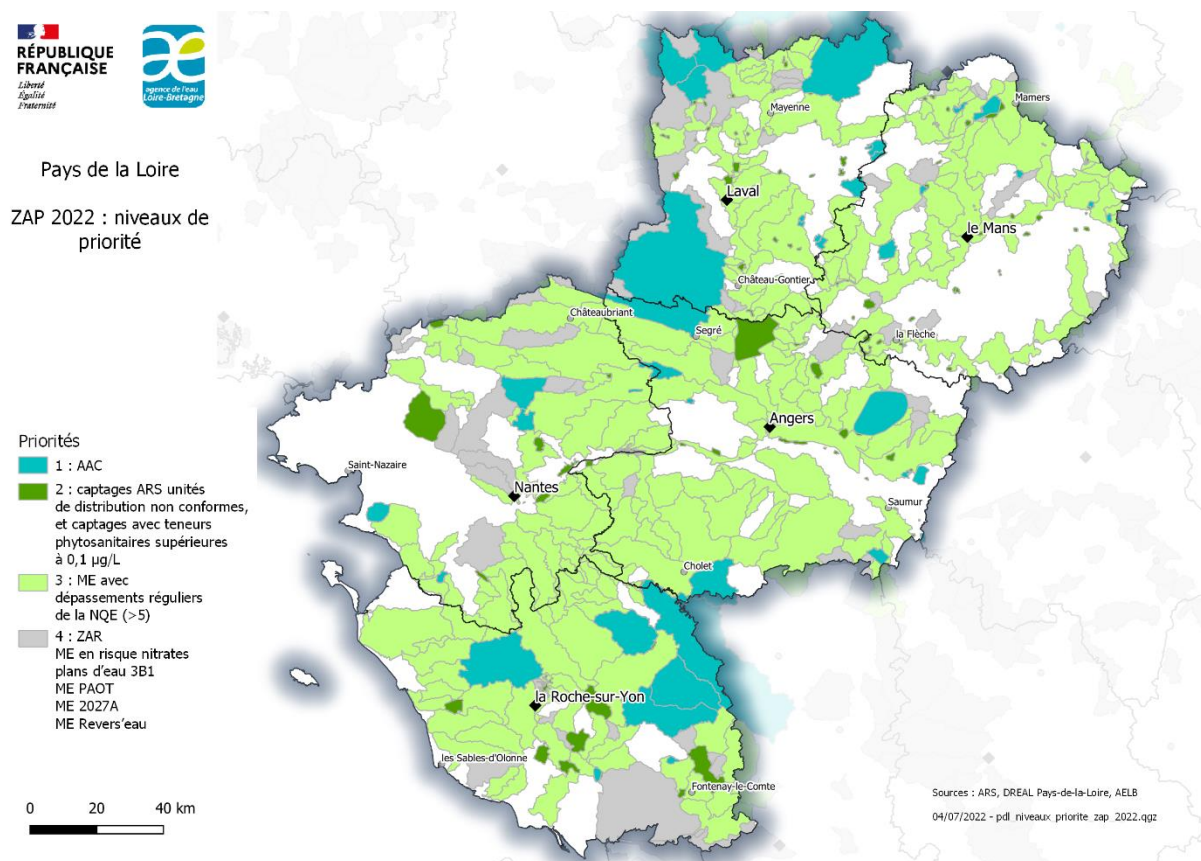 RÉPUBLIQUE
FRANÇAISE
Liberté
Égalité
Fraternité
agence de l'eau
Loire-Bretagne
Pays de la Loire
ZAP 2022 : niveaux de
priorité
Priorités
1 : AAC
2 : captages ARS unités
de distribution non conformes,
et captages avec teneurs
phytosanitaires supérieures
à 0,1 µg/L
3 : ME avec
dépassements réguliers
de la NQE (>5)
4 : ZAR
ME en risque nitrates
plans d'eau 3B1
ME PAOT
ME 2027A
ME Revers'eau
0 20 40 km
Mamers
Mayenne
Laval
le Mans
Château-Gontier
Châteaubriant
Segré
la Flèche
Angers
Saint-Nazaire
Nantes
Saumur
Cholet
la Roche-sur-Yon
les Sables-d'Olonne
Fontenay-le-Comte
Sources : ARS, DREAL Pays-de-la-Loire, AELB
04/07/2022 - pdl_niveaux_priorite_zap_2022.qgz